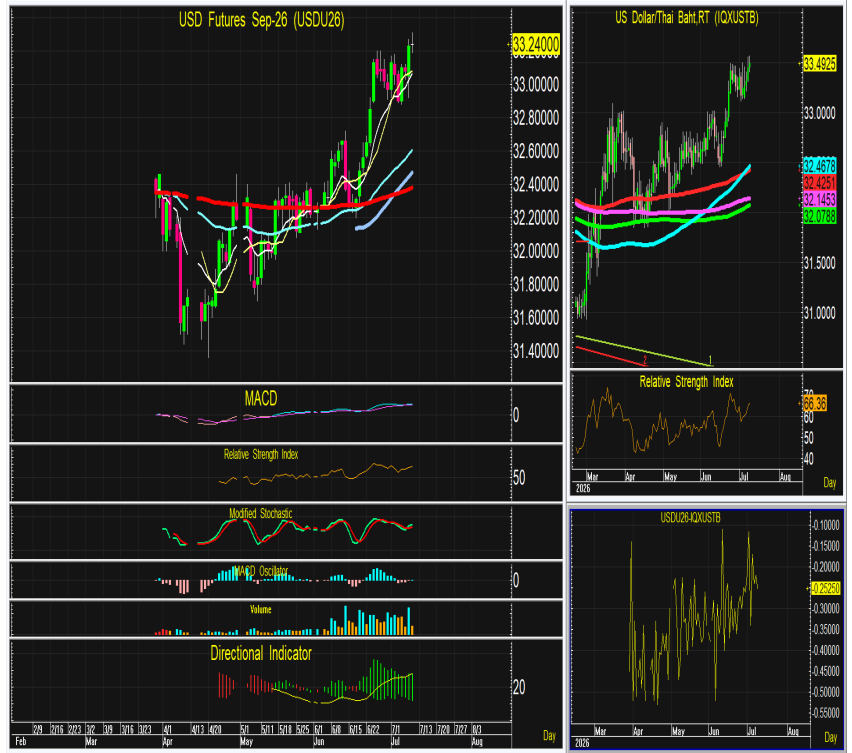 USD Futures Sep-26 (USDU26)
33.24000
33.00000
32.80000
32.60000
32.40000
32.20000
32.00000
31.80000
31.60000
31.40000
MACD
0
Relative Strength Index
50
Modified Stochastic
MACD Oscillator
0
Volume
Directional Indicator
20
2/9 2/16 2/23 3/2 3/9 3/16 3/23 4/1 4/13 4/20 5/1 5/11 5/18 5/25 6/1 6/8 6/15 6/22 7/1 7/13 7/20 7/27 8/3
Feb Mar Apr May Jun Jul Aug
Day
US Dollar/Thai Baht,RT (IQXUSTB)
33.4925
33.0000
32.4678
32.4251
32.1453
32.0788
31.5000
31.0000
2 1
Relative Strength Index
70
66.36
60
50
40
Mar Apr May Jun Jul Aug
2026
Day
USDU26-IQXUSTB
-0.10000
-0.15000
-0.20000
-0.25250
-0.30000
-0.35000
-0.40000
-0.45000
-0.50000
-0.55000
Mar Apr May Jun Jul Aug
2026
Day